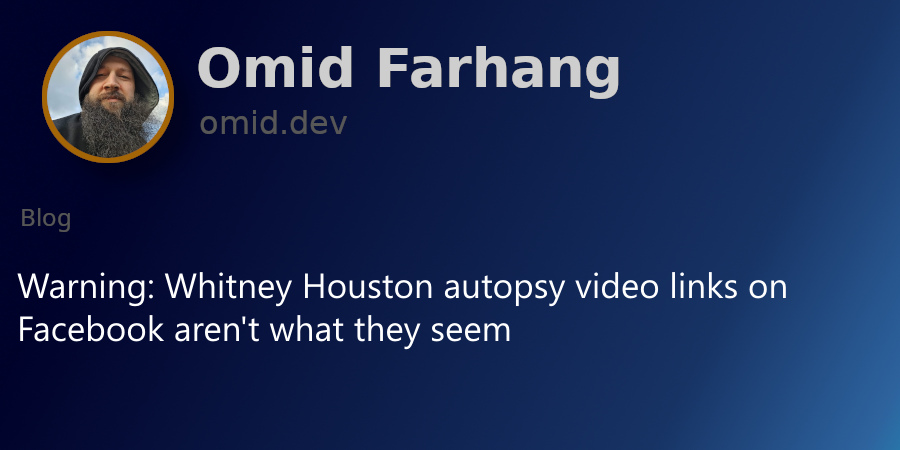 Omid Farhang
omid.dev
Blog
Warning: Whitney Houston autopsy video links on
Facebook aren't what they seem